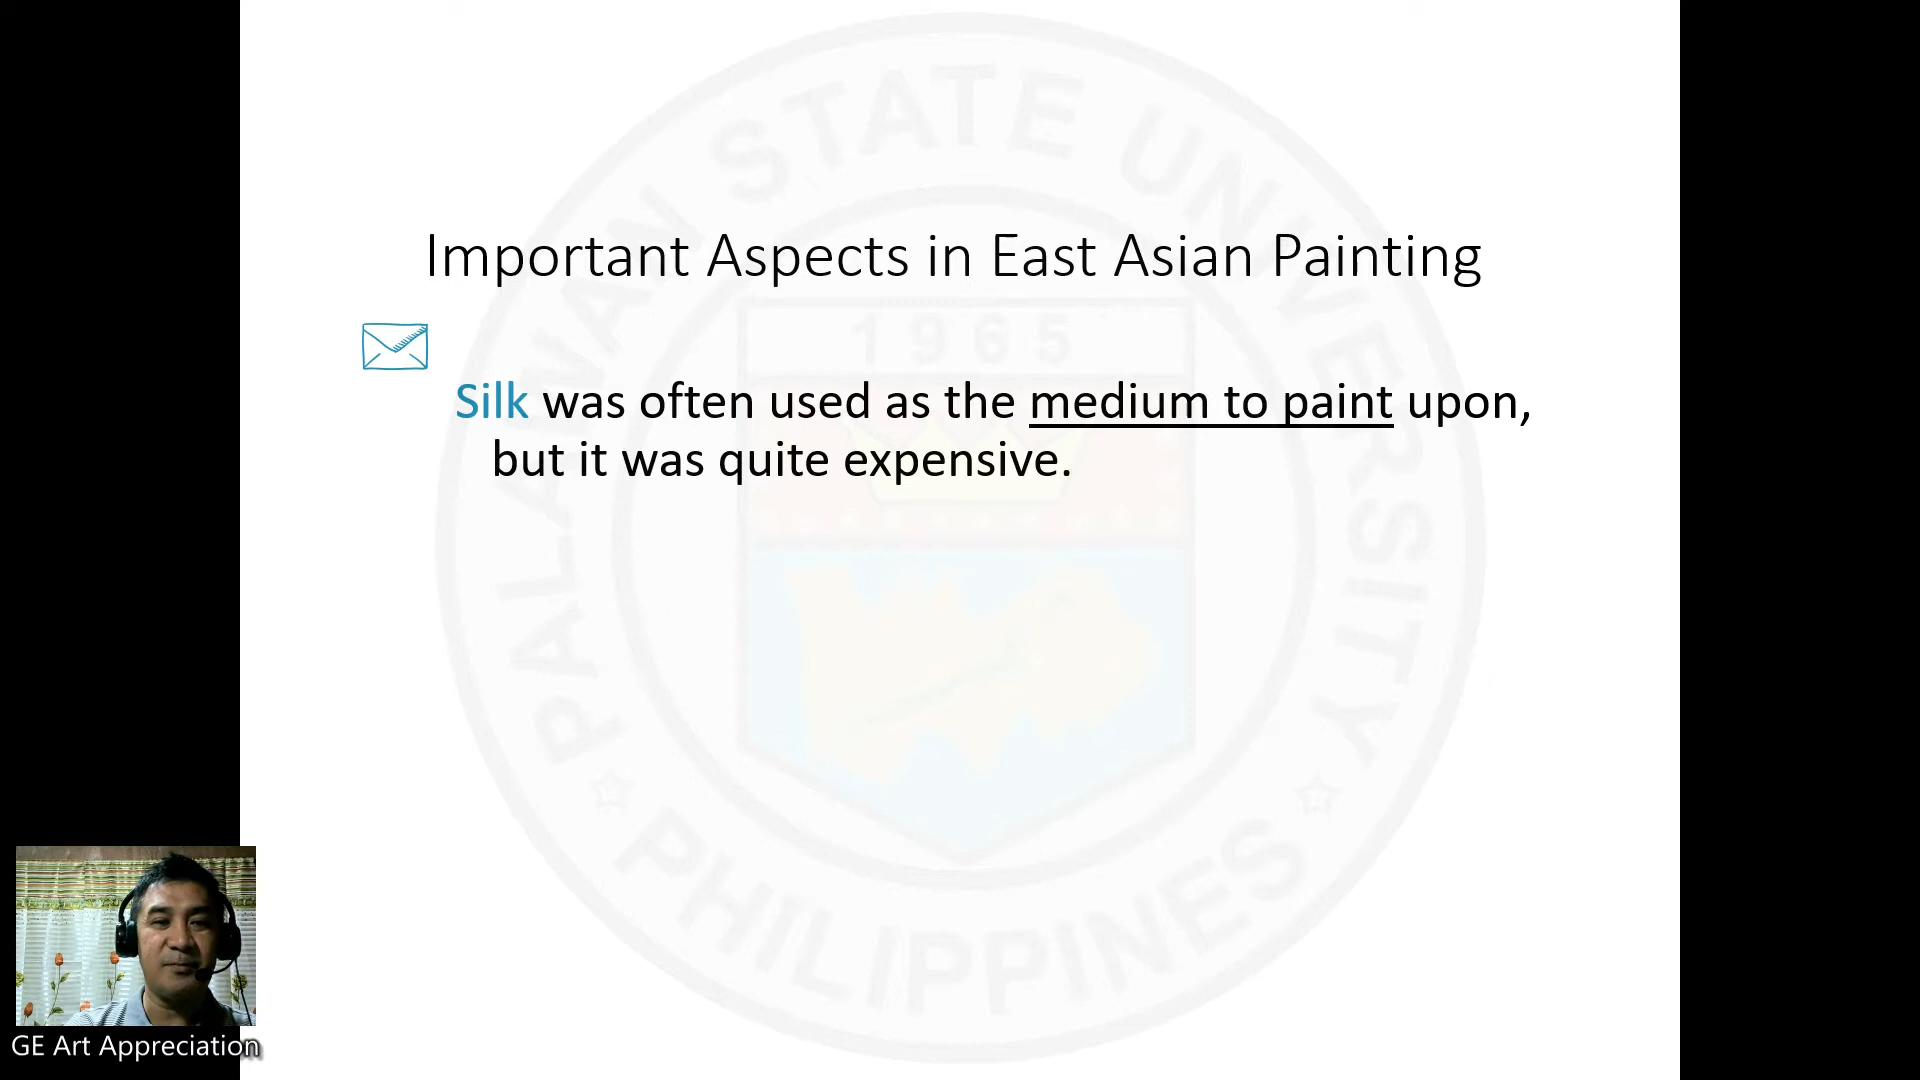 PALAWAN STATE UNIVERSITY
Important Aspects in East Asian Painting
1965
Silk was often used as the medium to paint upon,
but it was quite expensive.
PHILIPPINES
GE Art Appreciation